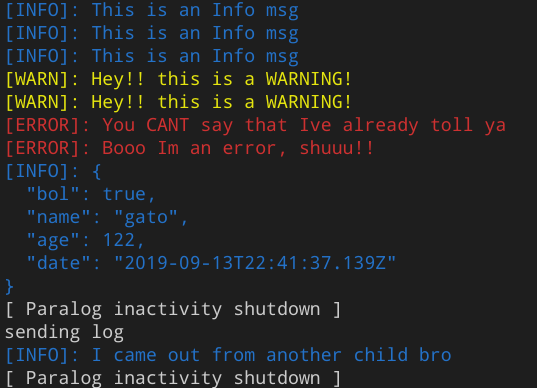 [INFO]: This is an Info msg
[INFO]: This is an Info msg
[INFO]: This is an Info msg
[WARN]: Hey!! this is a WARNING!
[WARN]: Hey!! this is a WARNING!
[ERROR]: You CANT say that Ive already toll ya
[ERROR]: Booo Im an error, shuuu!!
[INFO]: {
  "bol": true,
  "name": "gato",
  "age": 122,
  "date": "2019-09-13T22:41:37.139Z"
}
[ Paralog inactivity shutdown ]
sending log
[INFO]: I came out from another child bro
[ Paralog inactivity shutdown ]